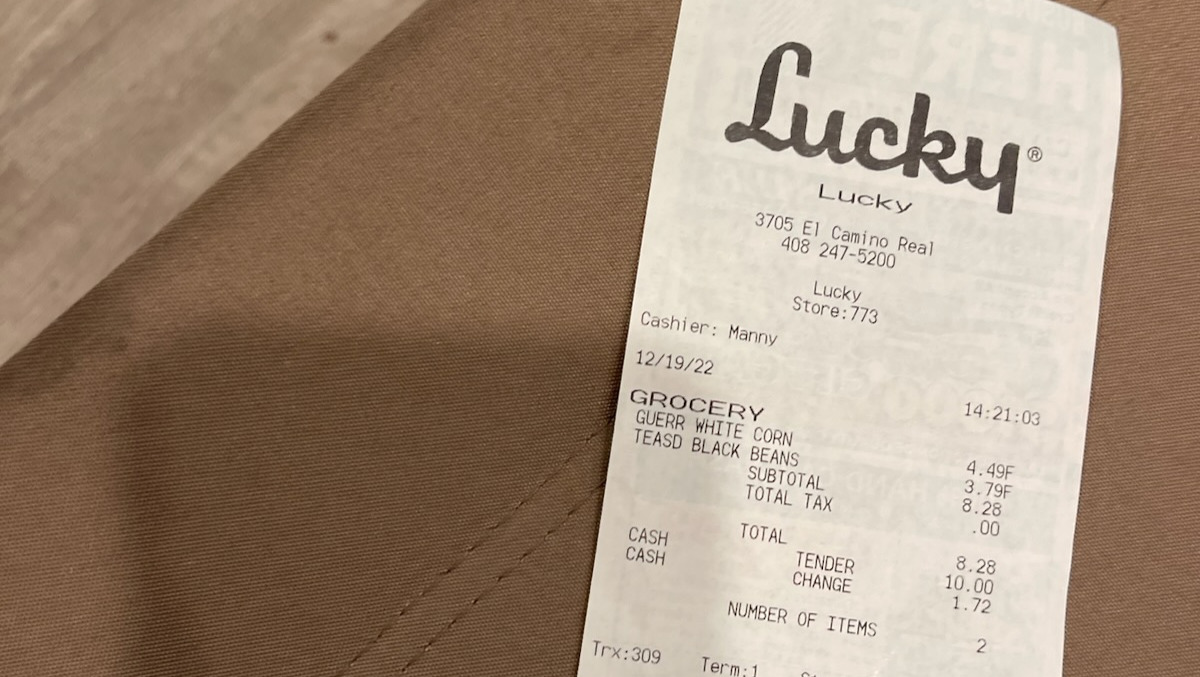 Lucky®
Lucky
3705 El Camino Real
408 247-5200
Lucky
Store:773
Cashier: Manny
12/19/22 14:21:03
GROCERY
GUERR WHITE CORN 4.49F
TEASD BLACK BEANS 3.79F
SUBTOTAL 8.28
TOTAL TAX .00
TOTAL 8.28
CASH TENDER 10.00
CASH CHANGE 1.72
NUMBER OF ITEMS 2
Trx:309 Term:1